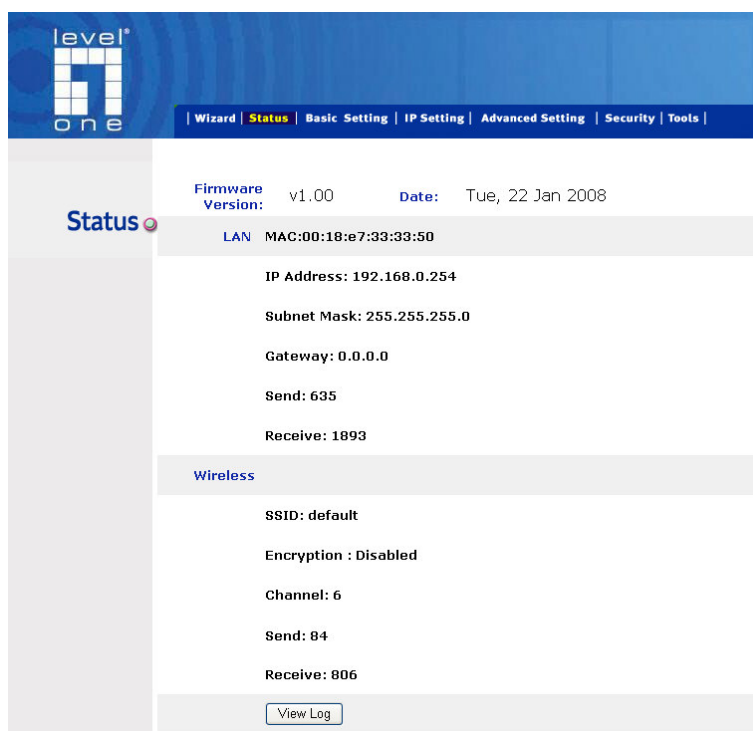 level®
one
| Wizard | Status | Basic Setting | IP Setting | Advanced Setting | Security | Tools |
Status
Firmware Version: v1.00 Date: Tue, 22 Jan 2008
LAN MAC:00:18:e7:33:33:50
IP Address: 192.168.0.254
Subnet Mask: 255.255.255.0
Gateway: 0.0.0.0
Send: 635
Receive: 1893
Wireless
SSID: default
Encryption : Disabled
Channel: 6
Send: 84
Receive: 806
View Log